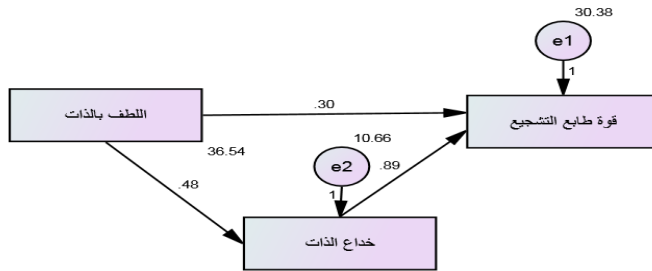 30.38
e1
1
.30
اللطف بالذات
قوة طابع التشجيع
36.54
10.66
e2
.89
.48
1
خداع الذات